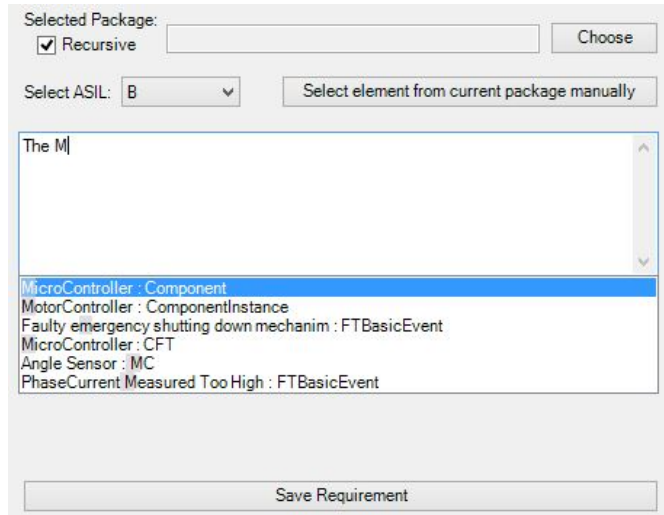 Selected Package:
Recursive
Choose
Select ASIL: B
Select element from current package manually
The M
MicroController : Component
MotorController : ComponentInstance
Faulty emergency shutting down mechanim : FTBasicEvent
MicroController : CFT
Angle Sensor : MC
PhaseCurrent Measured Too High : FTBasicEvent
Save Requirement